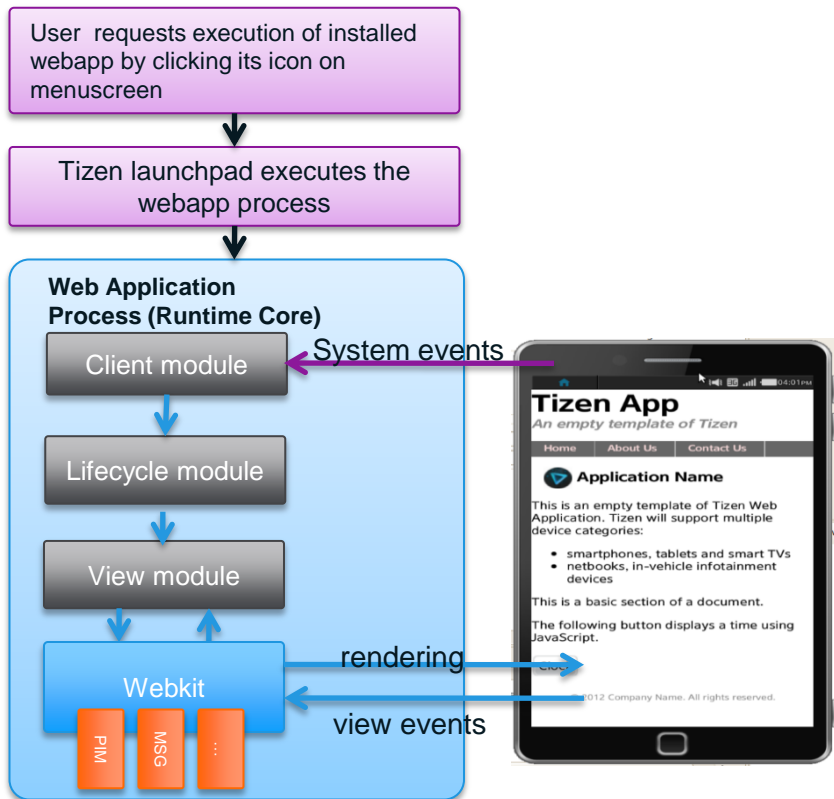 User requests execution of installed
webapp by clicking its icon on
menuscreen
Tizen launchpad executes the
webapp process
Web Application
Process (Runtime Core)
Client module
System events
Lifecycle module
View module
Webkit
rendering
view events
PIM
MSG
...
3G
04:01PM
Tizen App
An empty template of Tizen
Home About Us Contact Us
Application Name
This is an empty template of Tizen Web
Application. Tizen will support multiple
device categories:
• smartphones, tablets and smart TVs
• netbooks, in-vehicle infotainment
devices
This is a basic section of a document.
The following button displays a time using
JavaScript.
2012 Company Name. All rights reserved.